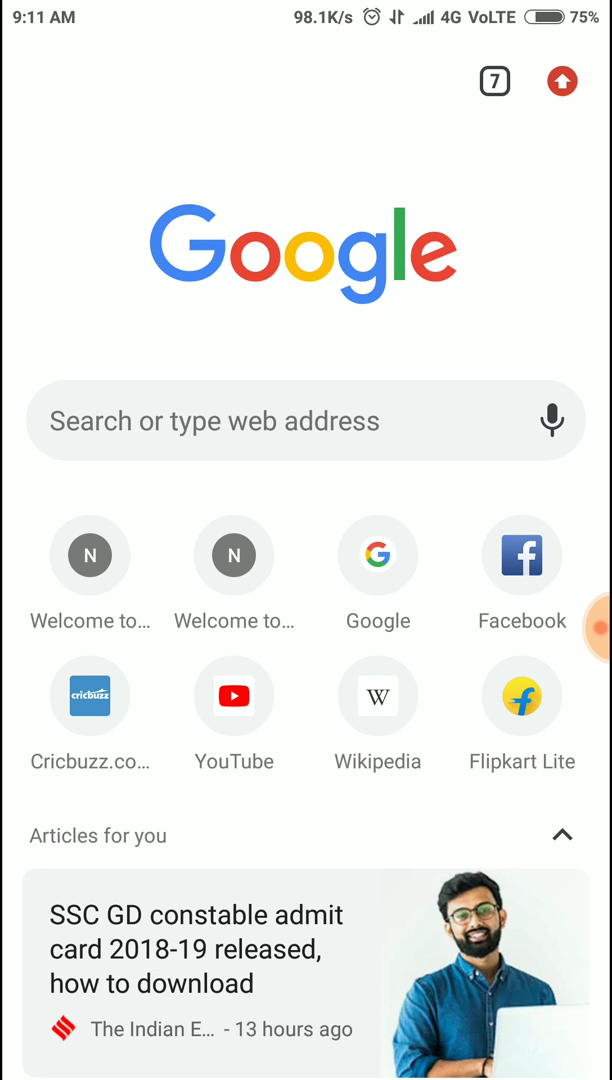 9:11 AM 98.1K/s 4G VoLTE 75%
7
Google
Search or type web address
N N f
Welcome to... Welcome to... Google Facebook
cricbuzz W f
Cricbuzz.co... YouTube Wikipedia Flipkart Lite
Articles for you
SSC GD constable admit
card 2018-19 released,
how to download
The Indian E... - 13 hours ago